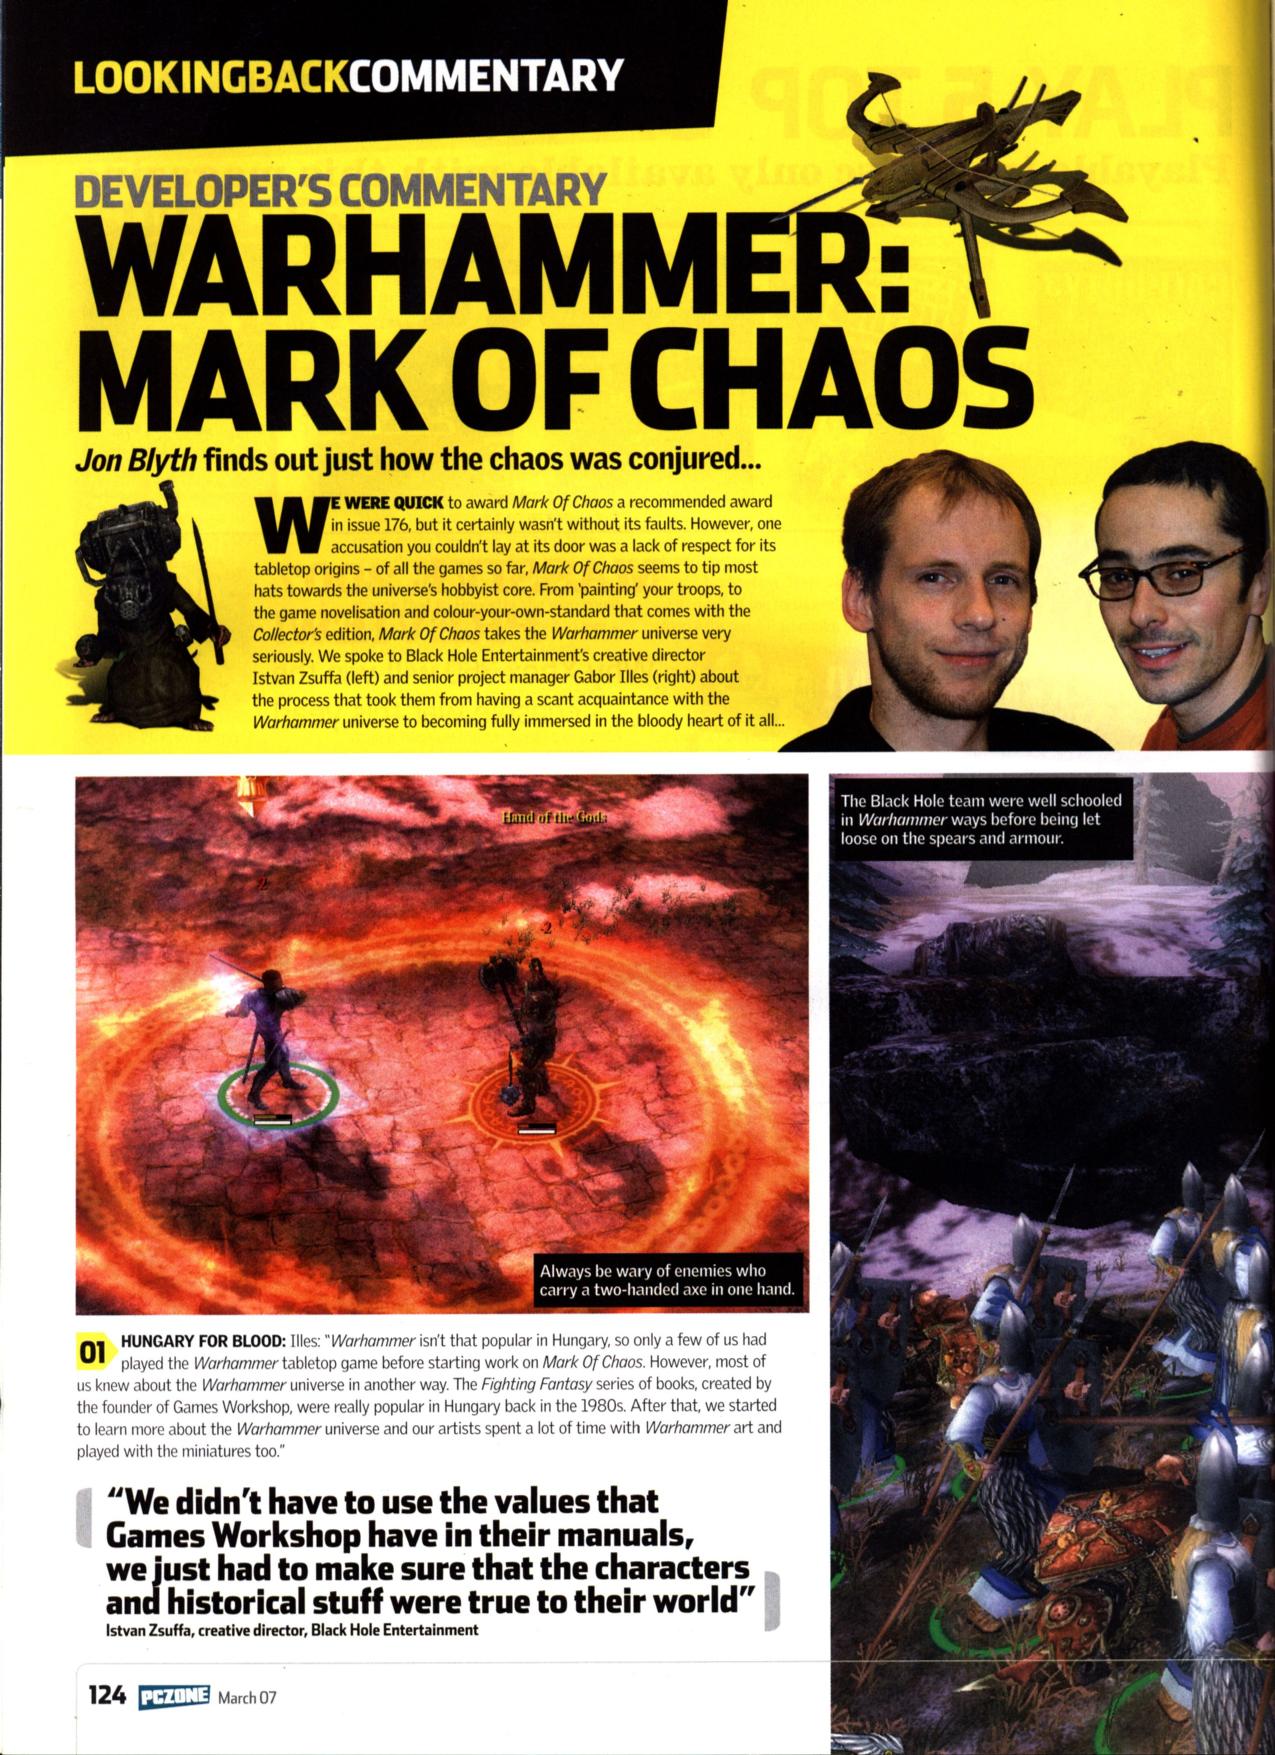 LOOKINGBACKCOMMENTARY
DEVELOPER'S COMMENTARY
WARHAMMER:
MARK OF CHAOS
Jon Blyth finds out just how the chaos was conjured...
WE WERE QUICK to award Mark Of Chaos a recommended award
in issue 176, but it certainly wasn't without its faults. However, one
accusation you couldn't lay at its door was a lack of respect for its
tabletop origins – of all the games so far, Mark Of Chaos seems to tip most
hats towards the universe's hobbyist core. From 'painting' your troops, to
the game novelisation and colour-your-own-standard that comes with the
Collector's edition, Mark Of Chaos takes the Warhammer universe very
seriously. We spoke to Black Hole Entertainment's creative director
Istvan Zsuffa (left) and senior project manager Gabor Illes (right) about
the process that took them from having a scant acquaintance with the
Warhammer universe to becoming fully immersed in the bloody heart of it all...
Hand of the Gods
2
-2
Always be wary of enemies who
carry a two-handed axe in one hand.
The Black Hole team were well schooled
in Warhammer ways before being let
loose on the spears and armour.
01 HUNGARY FOR BLOOD: Illes: "Warhammer isn't that popular in Hungary, so only a few of us had
played the Warhammer tabletop game before starting work on Mark Of Chaos. However, most of
us knew about the Warhammer universe in another way. The Fighting Fantasy series of books, created by
the founder of Games Workshop, were really popular in Hungary back in the 1980s. After that, we started
to learn more about the Warhammer universe and our artists spent a lot of time with Warhammer art and
played with the miniatures too."
"We didn't have to use the values that
Games Workshop have in their manuals,
we just had to make sure that the characters
and historical stuff were true to their world"
Istvan Zsuffa, creative director, Black Hole Entertainment
124 PCZONE March 07